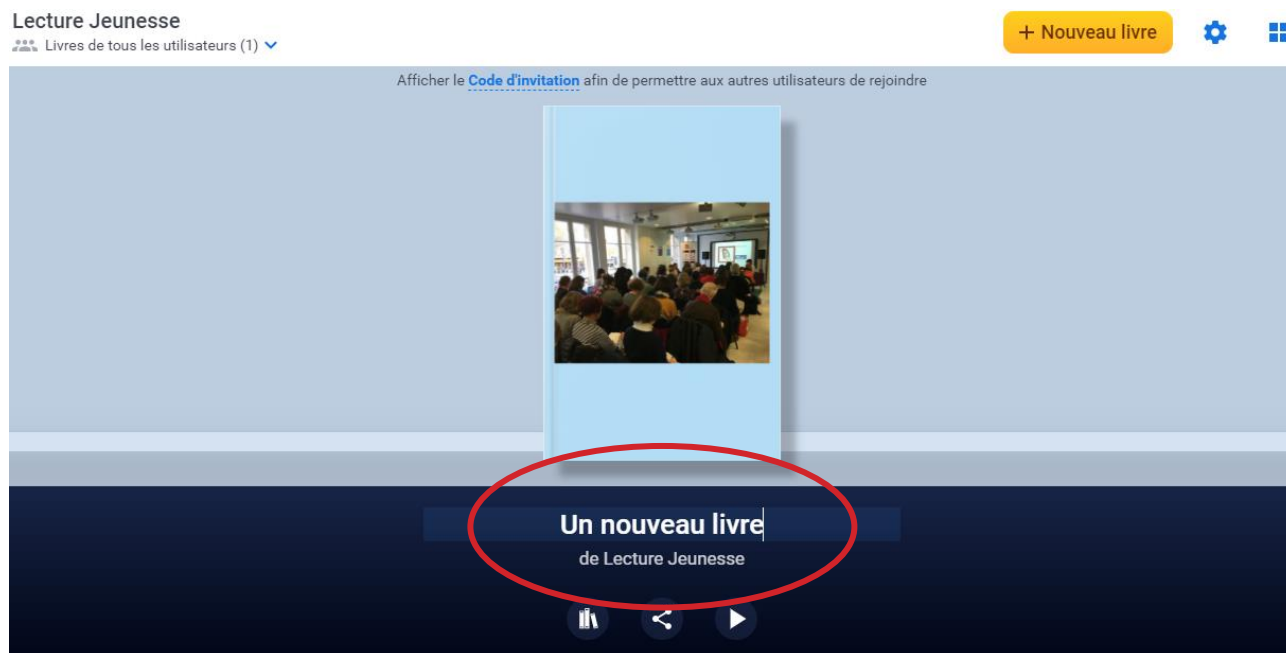 Lecture Jeunesse
Livres de tous les utilisateurs (1)
+ Nouveau livre
Afficher le Code d'invitation afin de permettre aux autres utilisateurs de rejoindre
Un nouveau livre
de Lecture Jeunesse